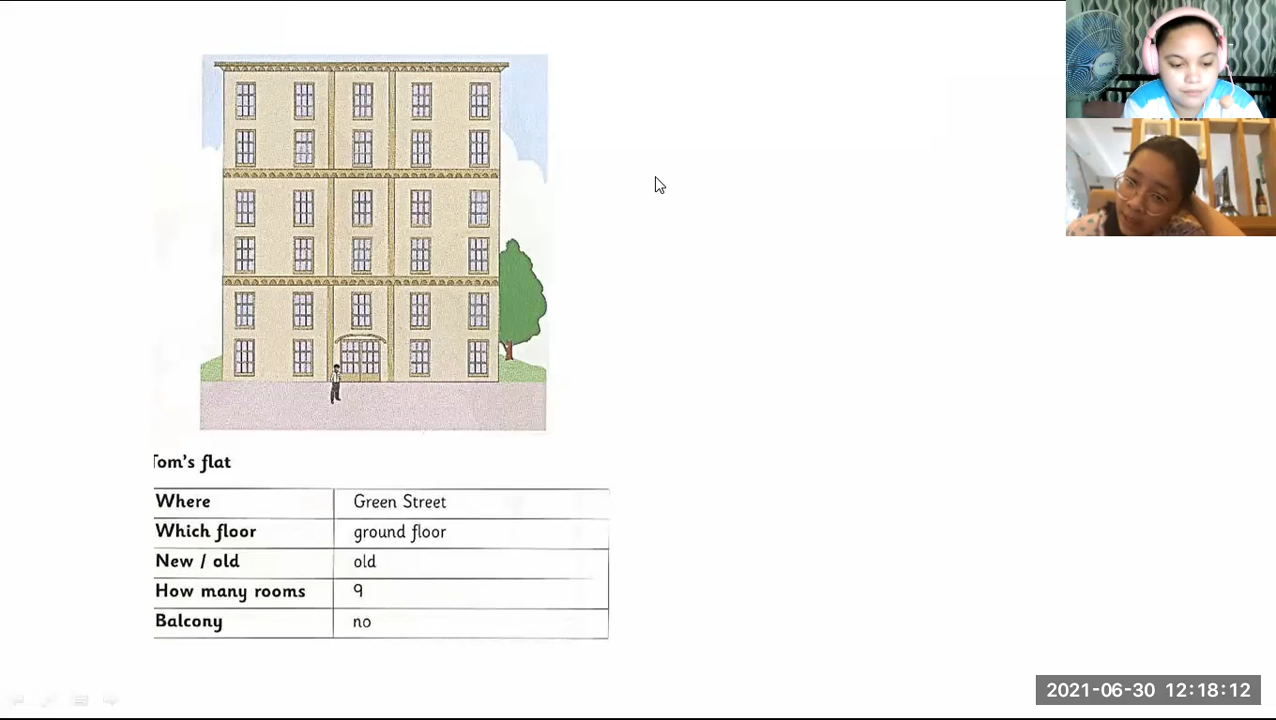 Tom's flat
Where Green Street
Which floor ground floor
New / old old
How many rooms 9
Balcony no
2021-06-30 12:18:12